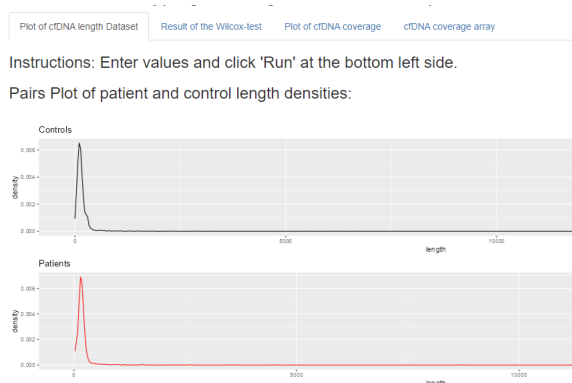 Plot of cfDNA length Dataset Result of the Wilcox-test Plot of cfDNA coverage cfDNA coverage array
Instructions: Enter values and click 'Run' at the bottom left side.
Pairs Plot of patient and control length densities:
Controls
0.006
0.004
0.002
0.000
density
0 5000 10000
length
Patients
0.006
0.004
0.002
0.000
density
0 5000 10000
length